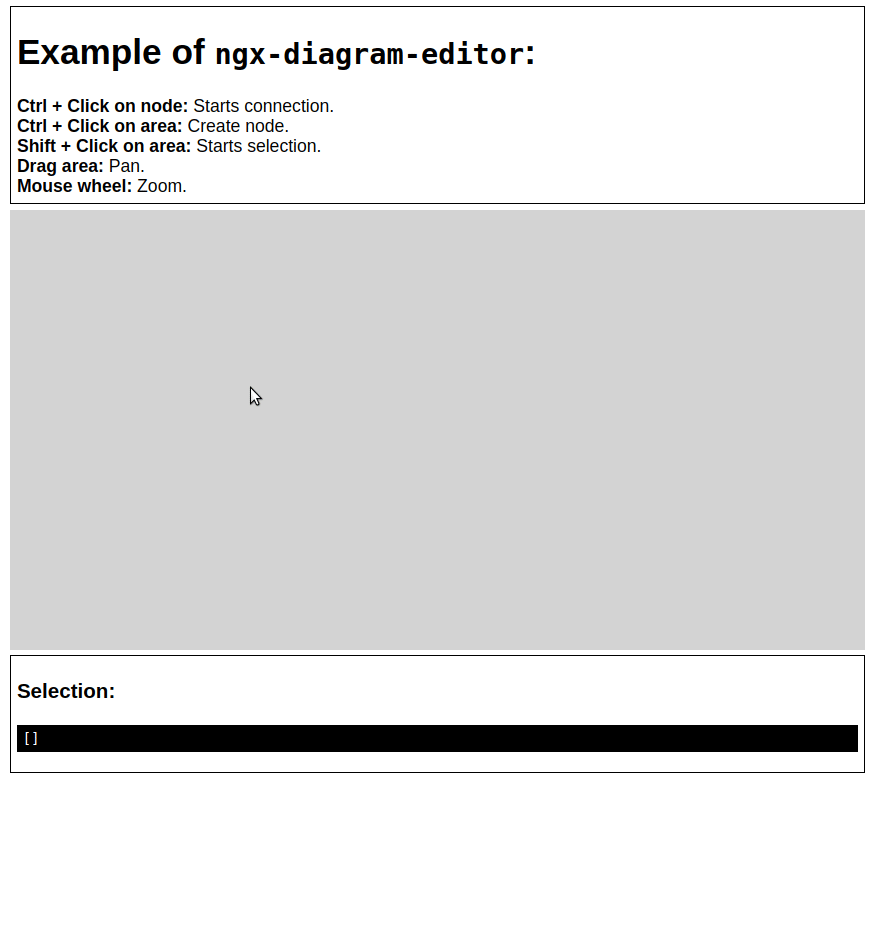 Example of ngx-diagram-editor:
Ctrl + Click on node: Starts connection.
Ctrl + Click on area: Create node.
Shift + Click on area: Starts selection.
Drag area: Pan.
Mouse wheel: Zoom.
Selection:
[]